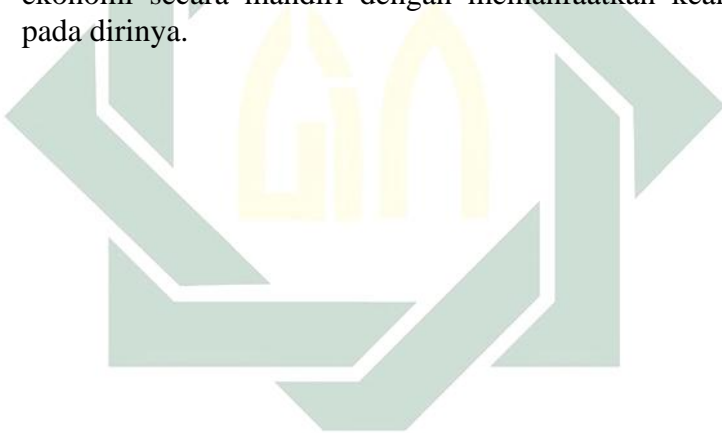 ekonomi secara mandiri dengan memanfaatkan
pada dirinya.